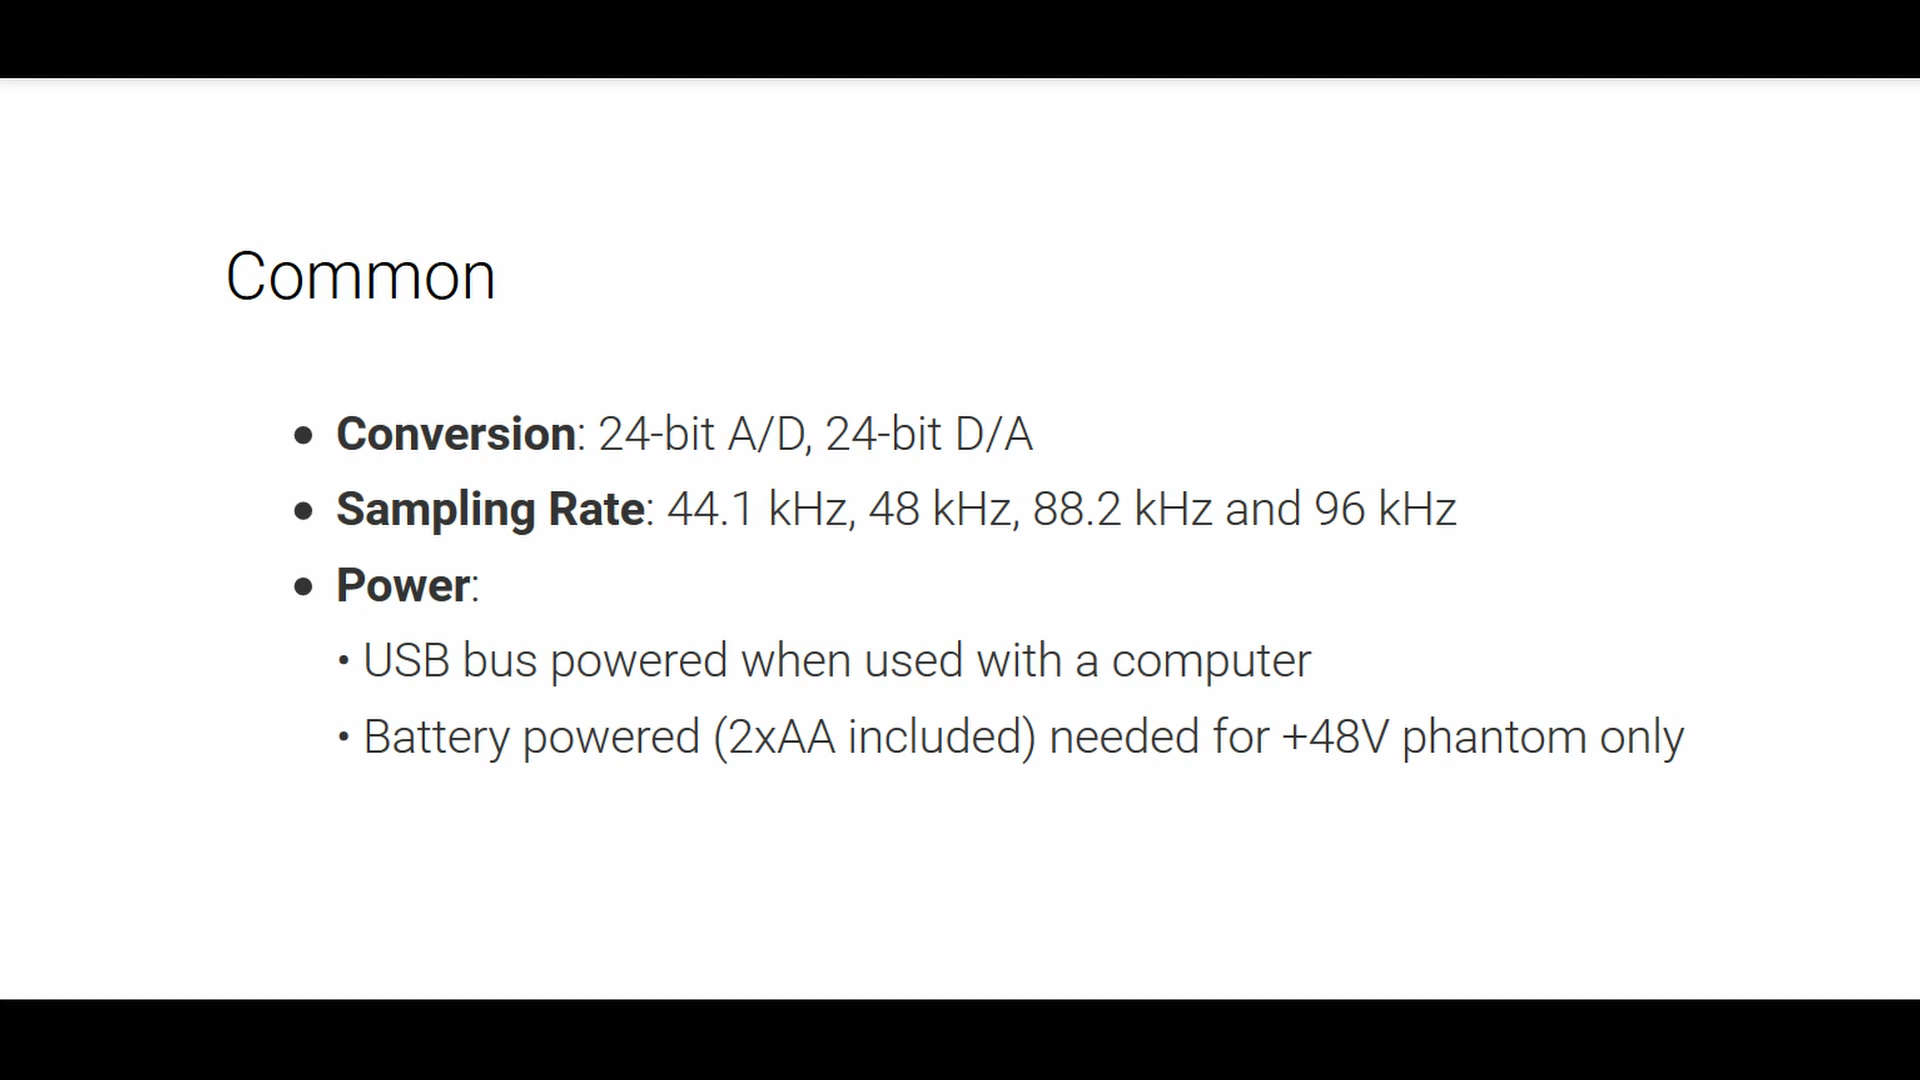 Common
• Conversion: 24-bit A/D, 24-bit D/A
• Sampling Rate: 44.1 kHz, 48 kHz, 88.2 kHz and 96 kHz
• Power:
• USB bus powered when used with a computer
• Battery powered (2xAA included) needed for +48V phantom only